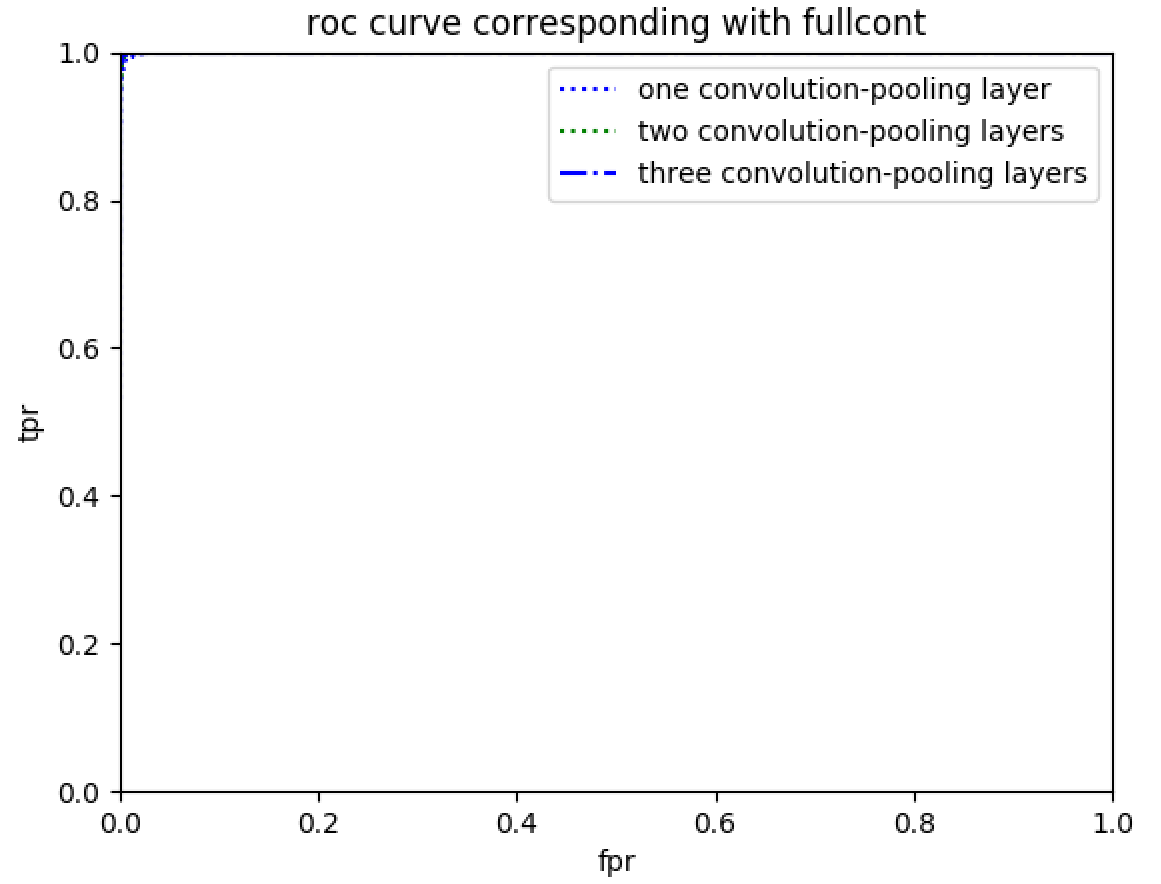 roc curve corresponding with fullcont
one convolution-pooling layer
two convolution-pooling layers
three convolution-pooling layers
1.0
0.8
0.6
0.4
0.2
0.0
tpr
0.0 0.2 0.4 0.6 0.8 1.0
fpr